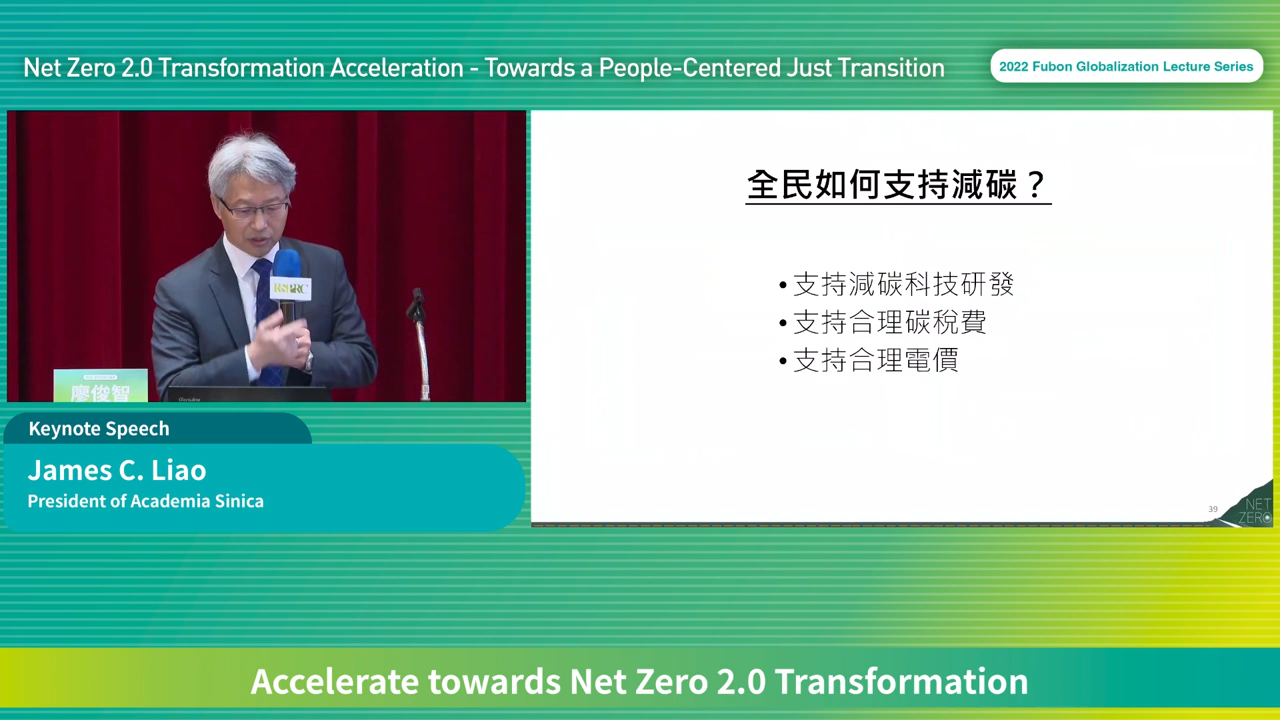 Net Zero 2.0 Transformation Acceleration - Towards a People-Centered Just Transition
2022 Fubon Globalization Lecture Series
RSPRC
廖俊智
Keynote Speech
James C. Liao
President of Academia Sinica
全民如何支持減碳？
• 支持減碳科技研發
• 支持合理碳稅費
• 支持合理電價
39
NET
ZERO
Accelerate towards Net Zero 2.0 Transformation